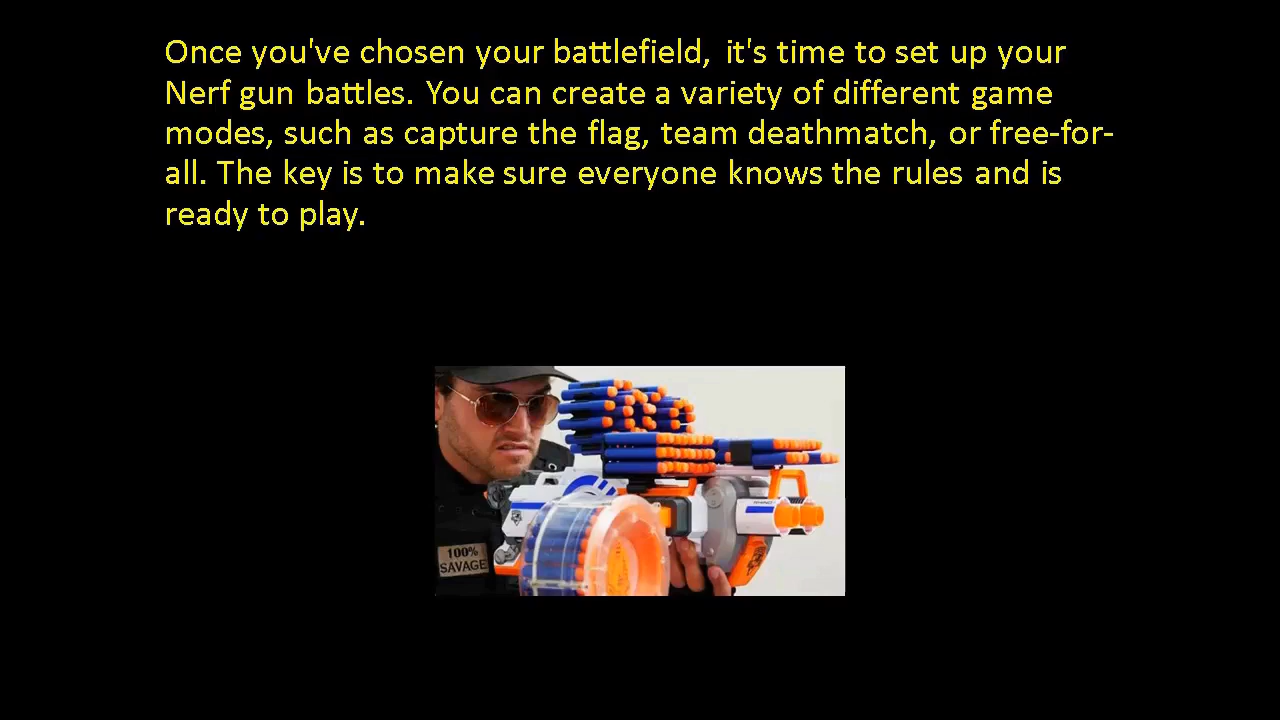 Once you've chosen your battlefield, it's time to set up your
Nerf gun battles. You can create a variety of different game
modes, such as capture the flag, team deathmatch, or free-for-
all. The key is to make sure everyone knows the rules and is
ready to play.
100%
SAVAGE